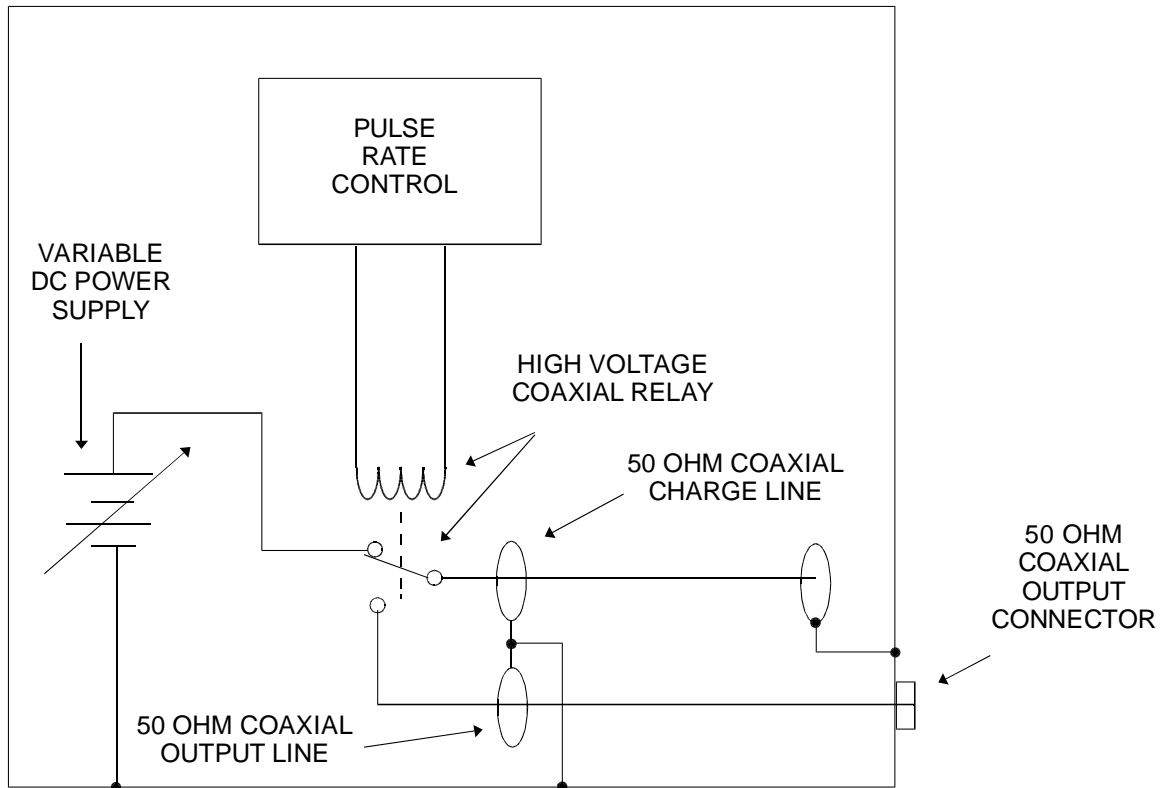 PULSE
RATE
CONTROL
VARIABLE
DC POWER
SUPPLY
HIGH VOLTAGE
COAXIAL RELAY
50 OHM COAXIAL
CHARGE LINE
50 OHM
COAXIAL
OUTPUT
CONNECTOR
50 OHM COAXIAL
OUTPUT LINE